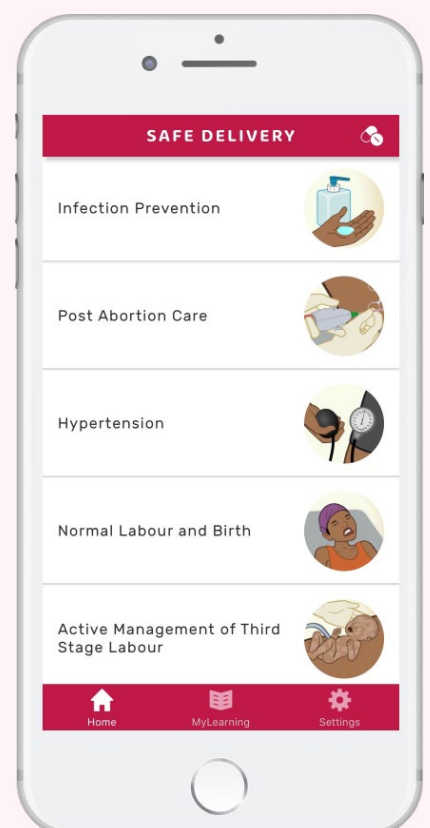 SAFE DELIVERY
Infection Prevention
Post Abortion Care
Hypertension
Normal Labour and Birth
Active Management of Third
Stage Labour
Home
MyLearning
Settings